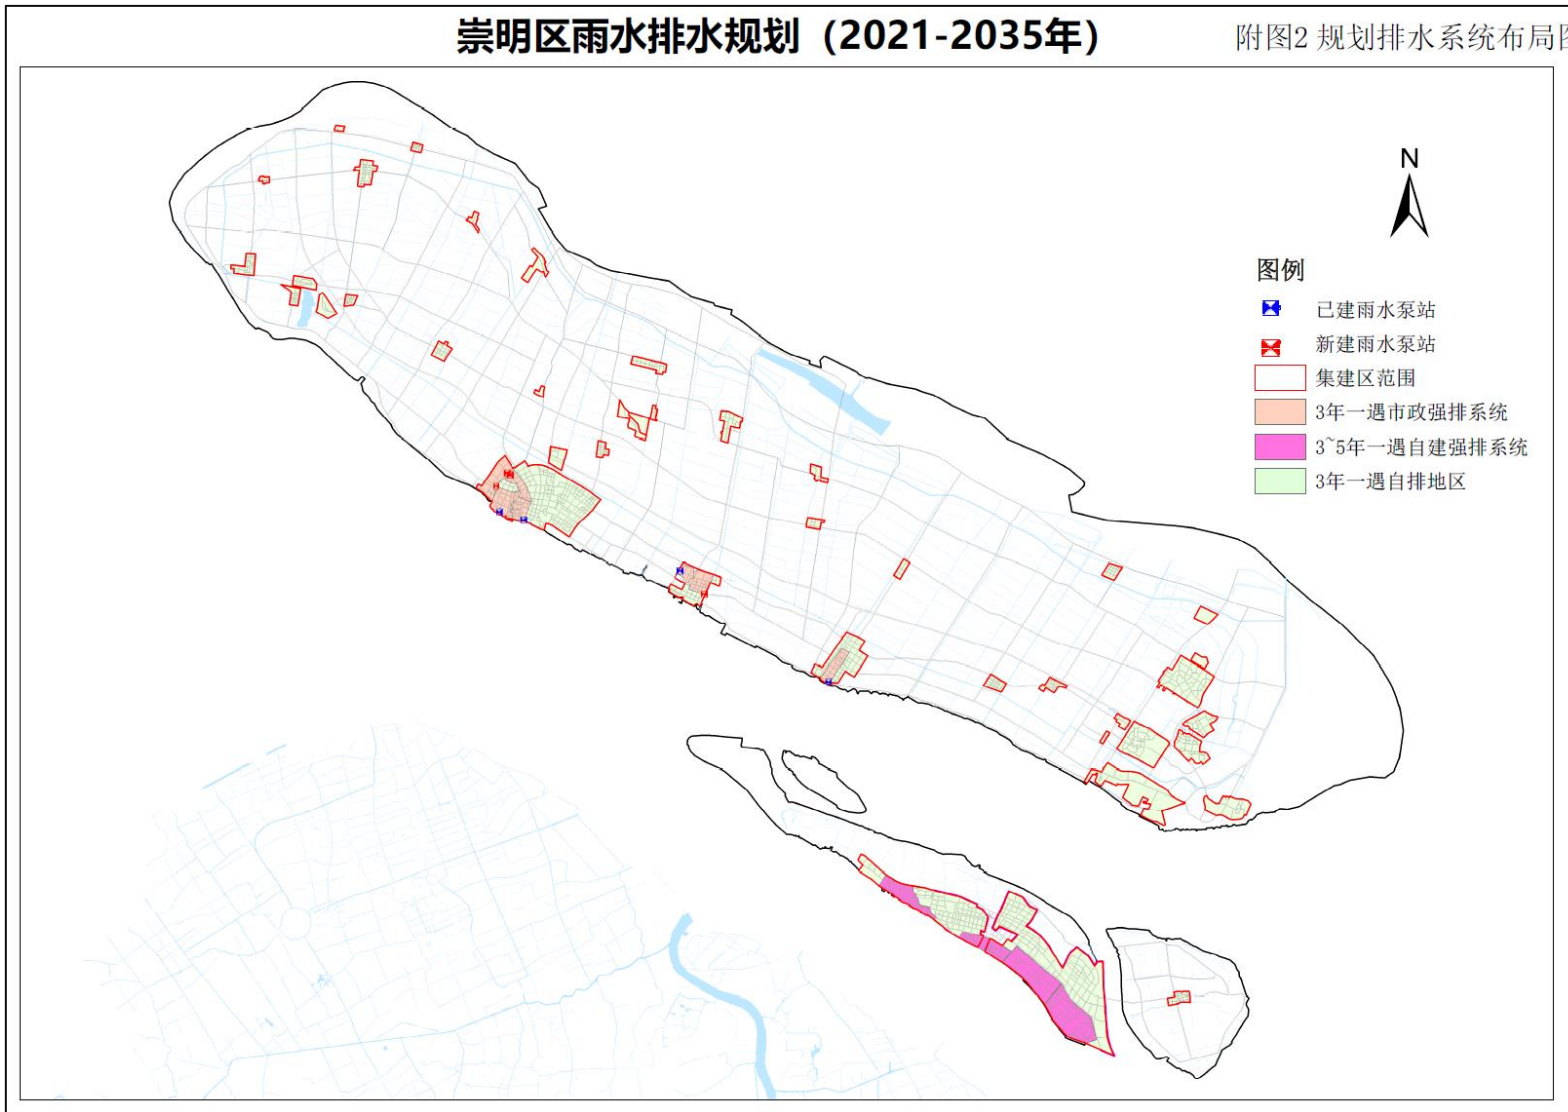 崇明区雨水排水规划（2021-2035年）
附图2 规划排水系统布局图
N
图例
已建雨水泵站
新建雨水泵站
集建区范围
3年一遇市政强排系统
3~5年一遇自建强排系统
3年一遇自排地区